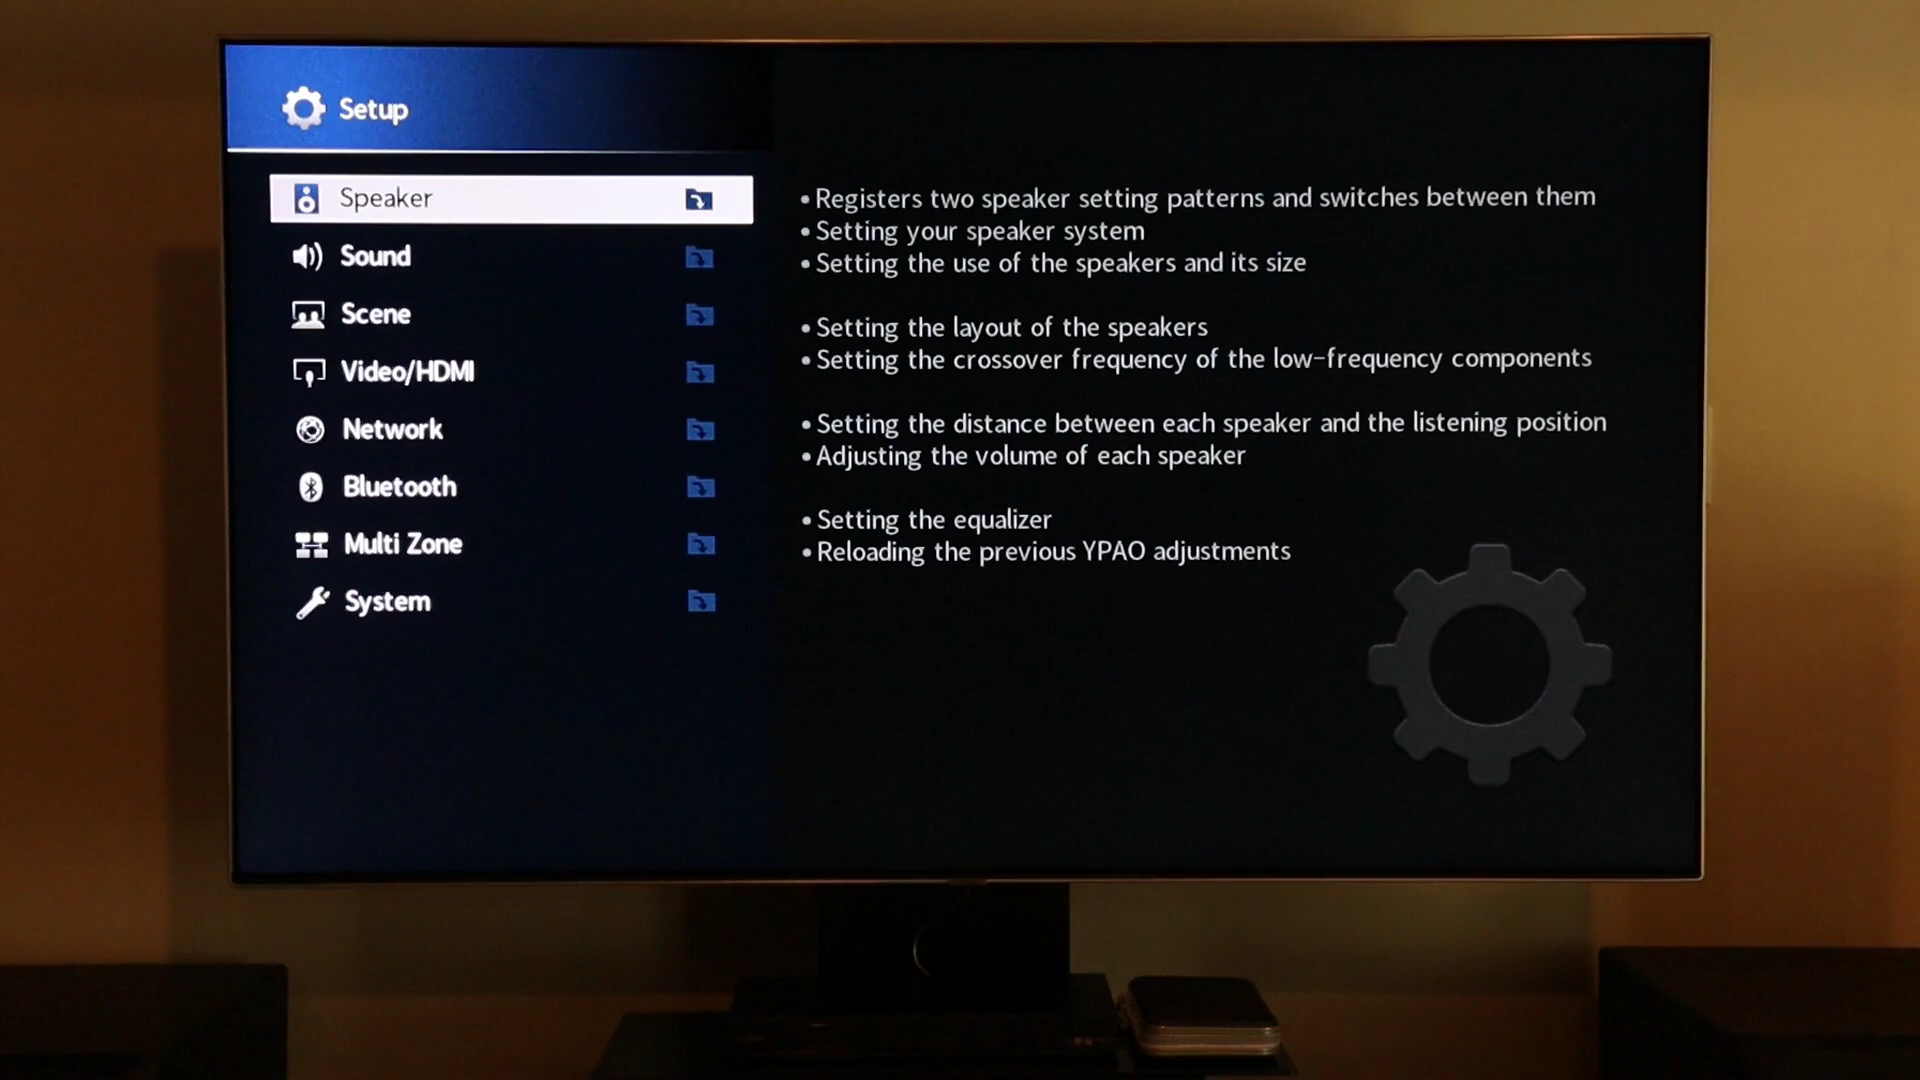 Setup
Speaker
Sound
Scene
Video/HDMI
Network
Bluetooth
Multi Zone
System
• Registers two speaker setting patterns and switches between them
• Setting your speaker system
• Setting the use of the speakers and its size
• Setting the layout of the speakers
• Setting the crossover frequency of the low-frequency components
• Setting the distance between each speaker and the listening position
• Adjusting the volume of each speaker
• Setting the equalizer
• Reloading the previous YPAO adjustments